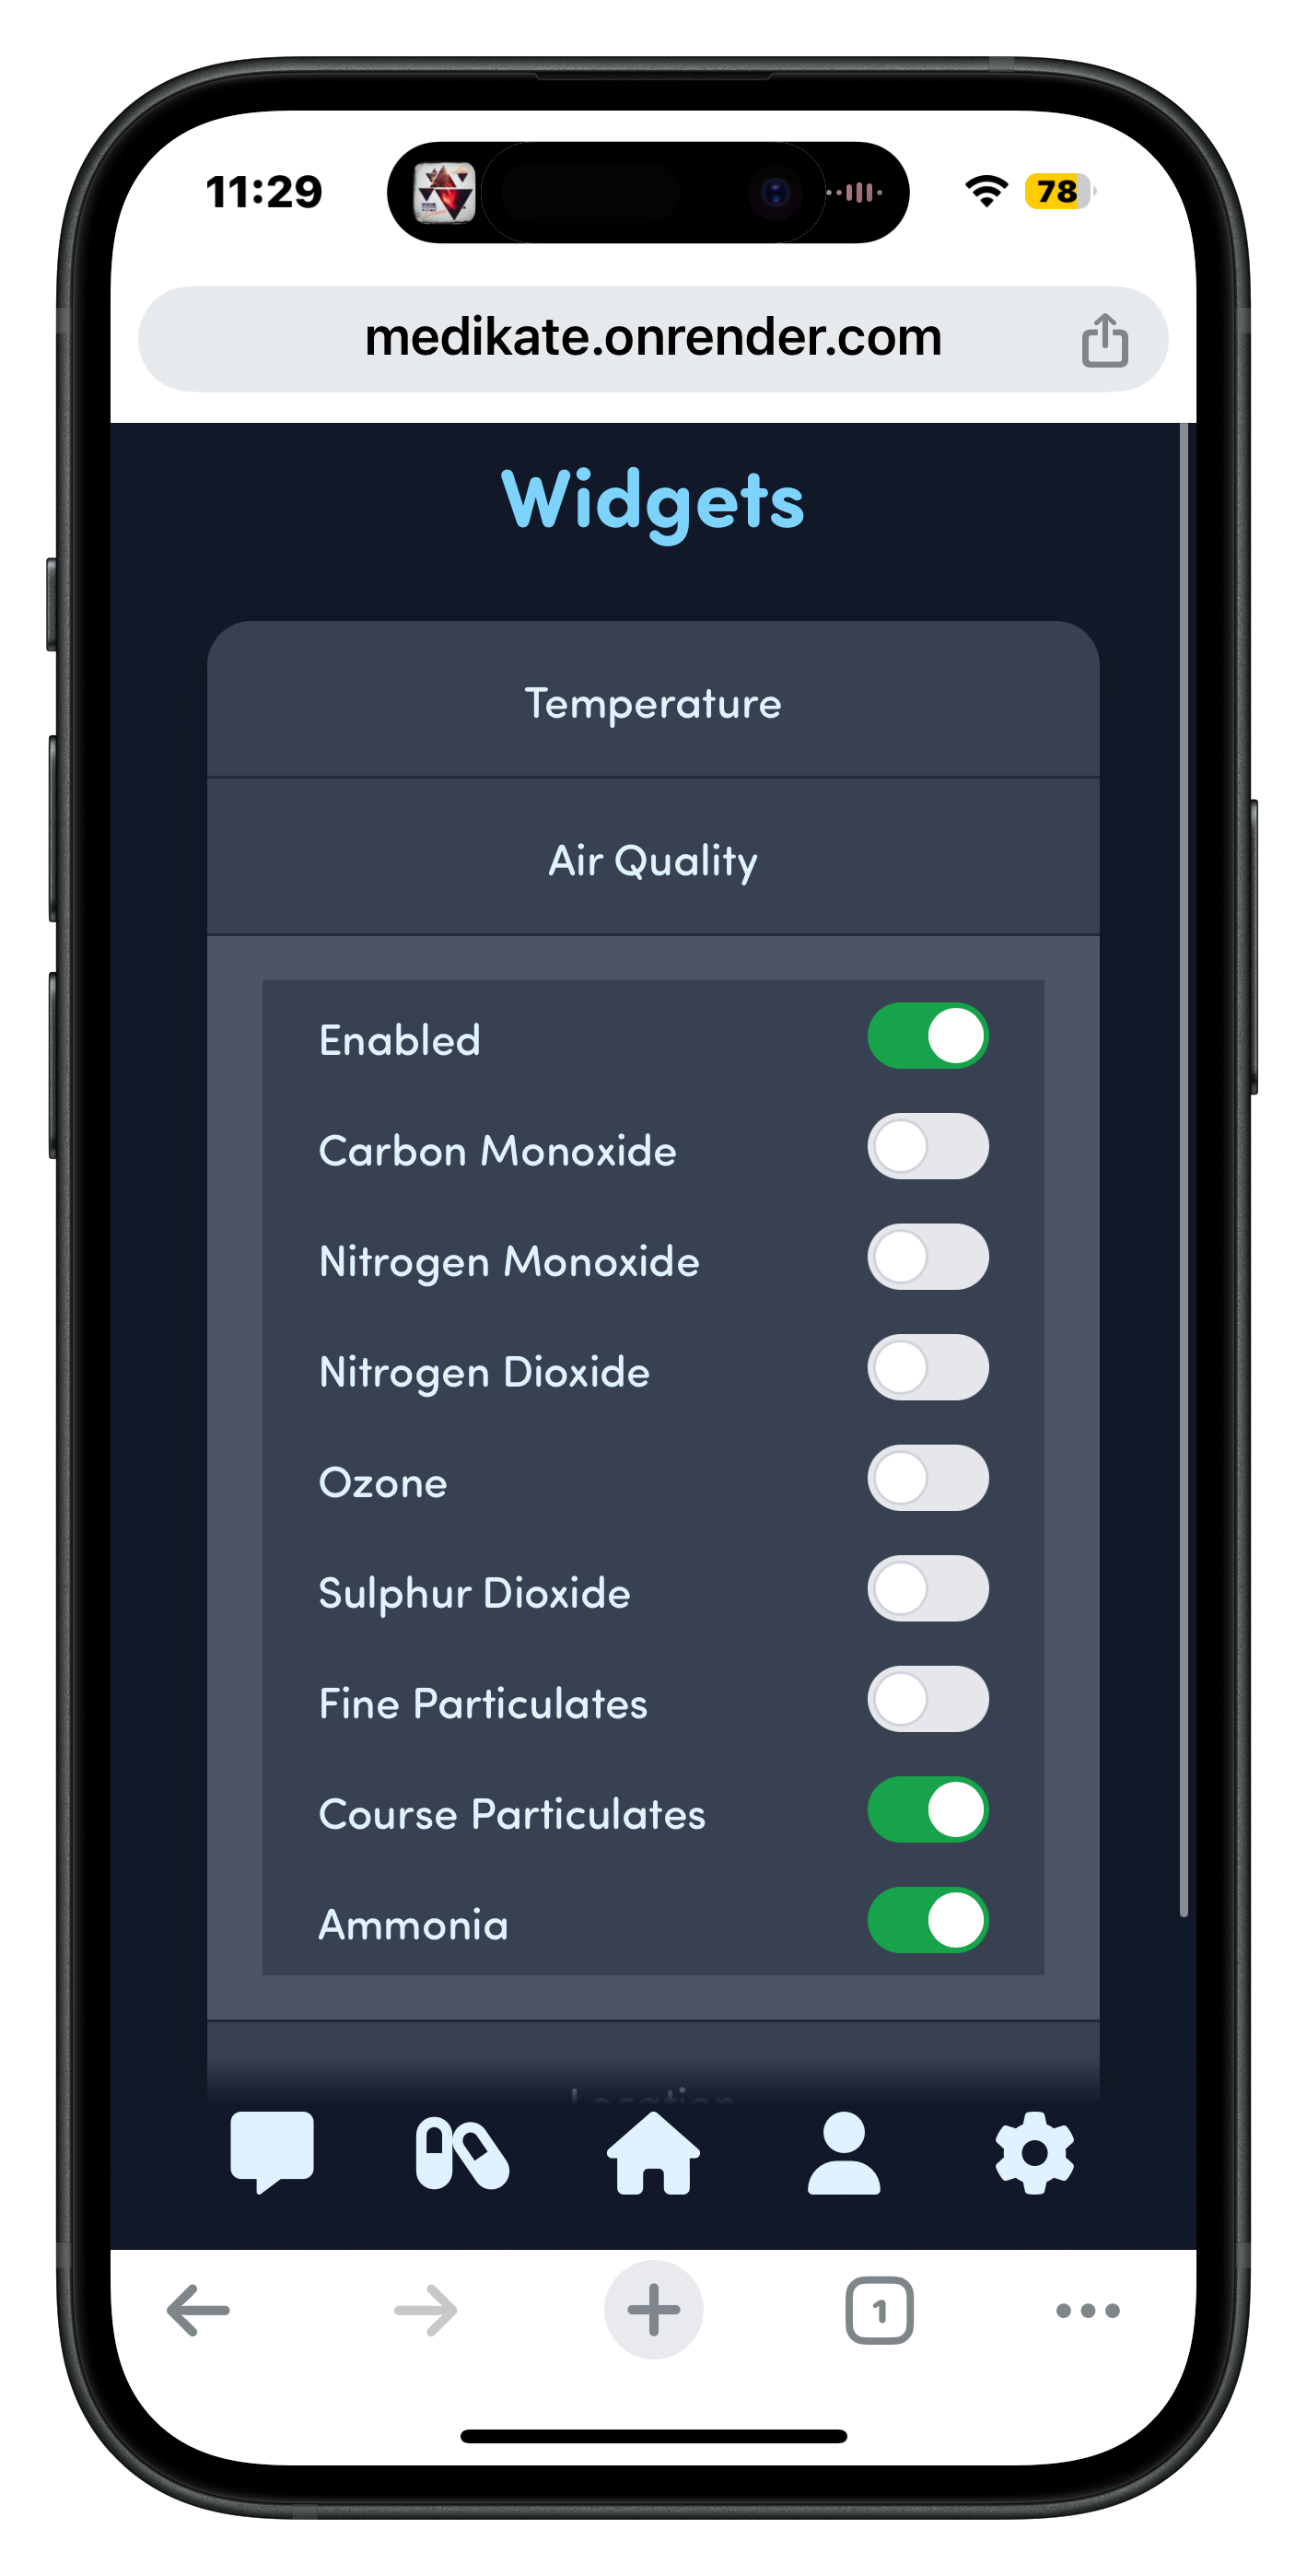 11:29
78
medikate.onrender.com
Widgets
Temperature
Air Quality
Enabled
Carbon Monoxide
Nitrogen Monoxide
Nitrogen Dioxide
Ozone
Sulphur Dioxide
Fine Particulates
Course Particulates
Ammonia
Location
1